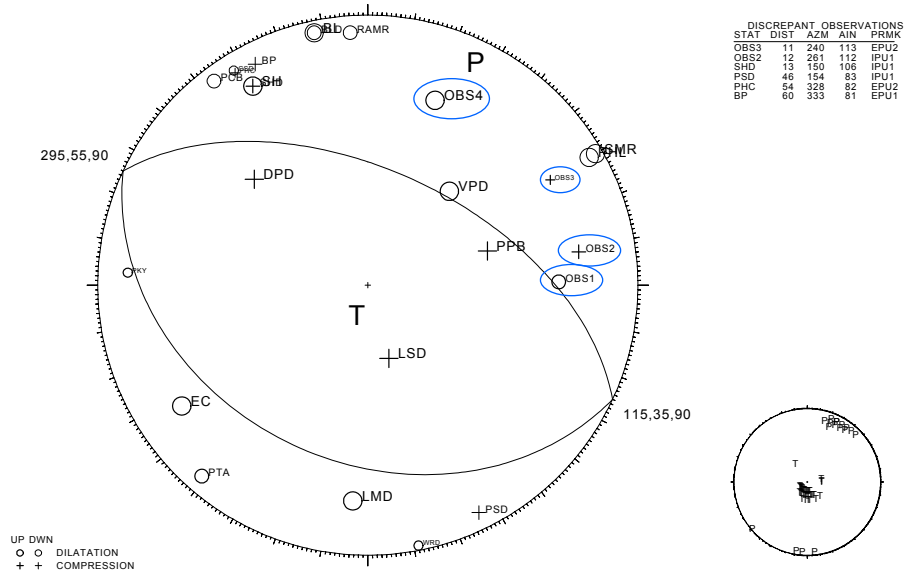 DISCREPANT OBSERVATIONS
STAT DIST AZM AIN PRMK
OBS3 11 240 113 EPU2
OBS2 12 261 112 IPU1
SHD 13 150 106 IPU1
PSD 46 154 83 IPU1
PHC 54 328 82 EPU2
BP 60 333 81 EPU1
RAMR
BP
PCB
P
OBS4
295,55,90
DPD
VPD
OBS3
PPB
OBS2
OBS1
T
LSD
EC
115,35,90
PTA
LMD
PSD
WRD
UP DWN
DILATATION
COMPRESSION